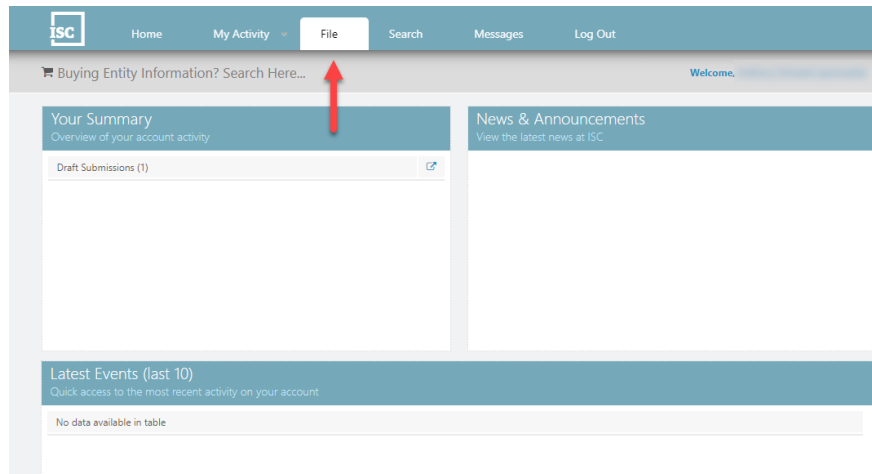 ISC Home My Activity File Search Messages Log Out
Buying Entity Information? Search Here... Welcome,
Your Summary
Overview of your account activity
Draft Submissions (1)
News & Announcements
View the latest news at ISC
Latest Events (last 10)
Quick access to the most recent activity on your account
No data available in table